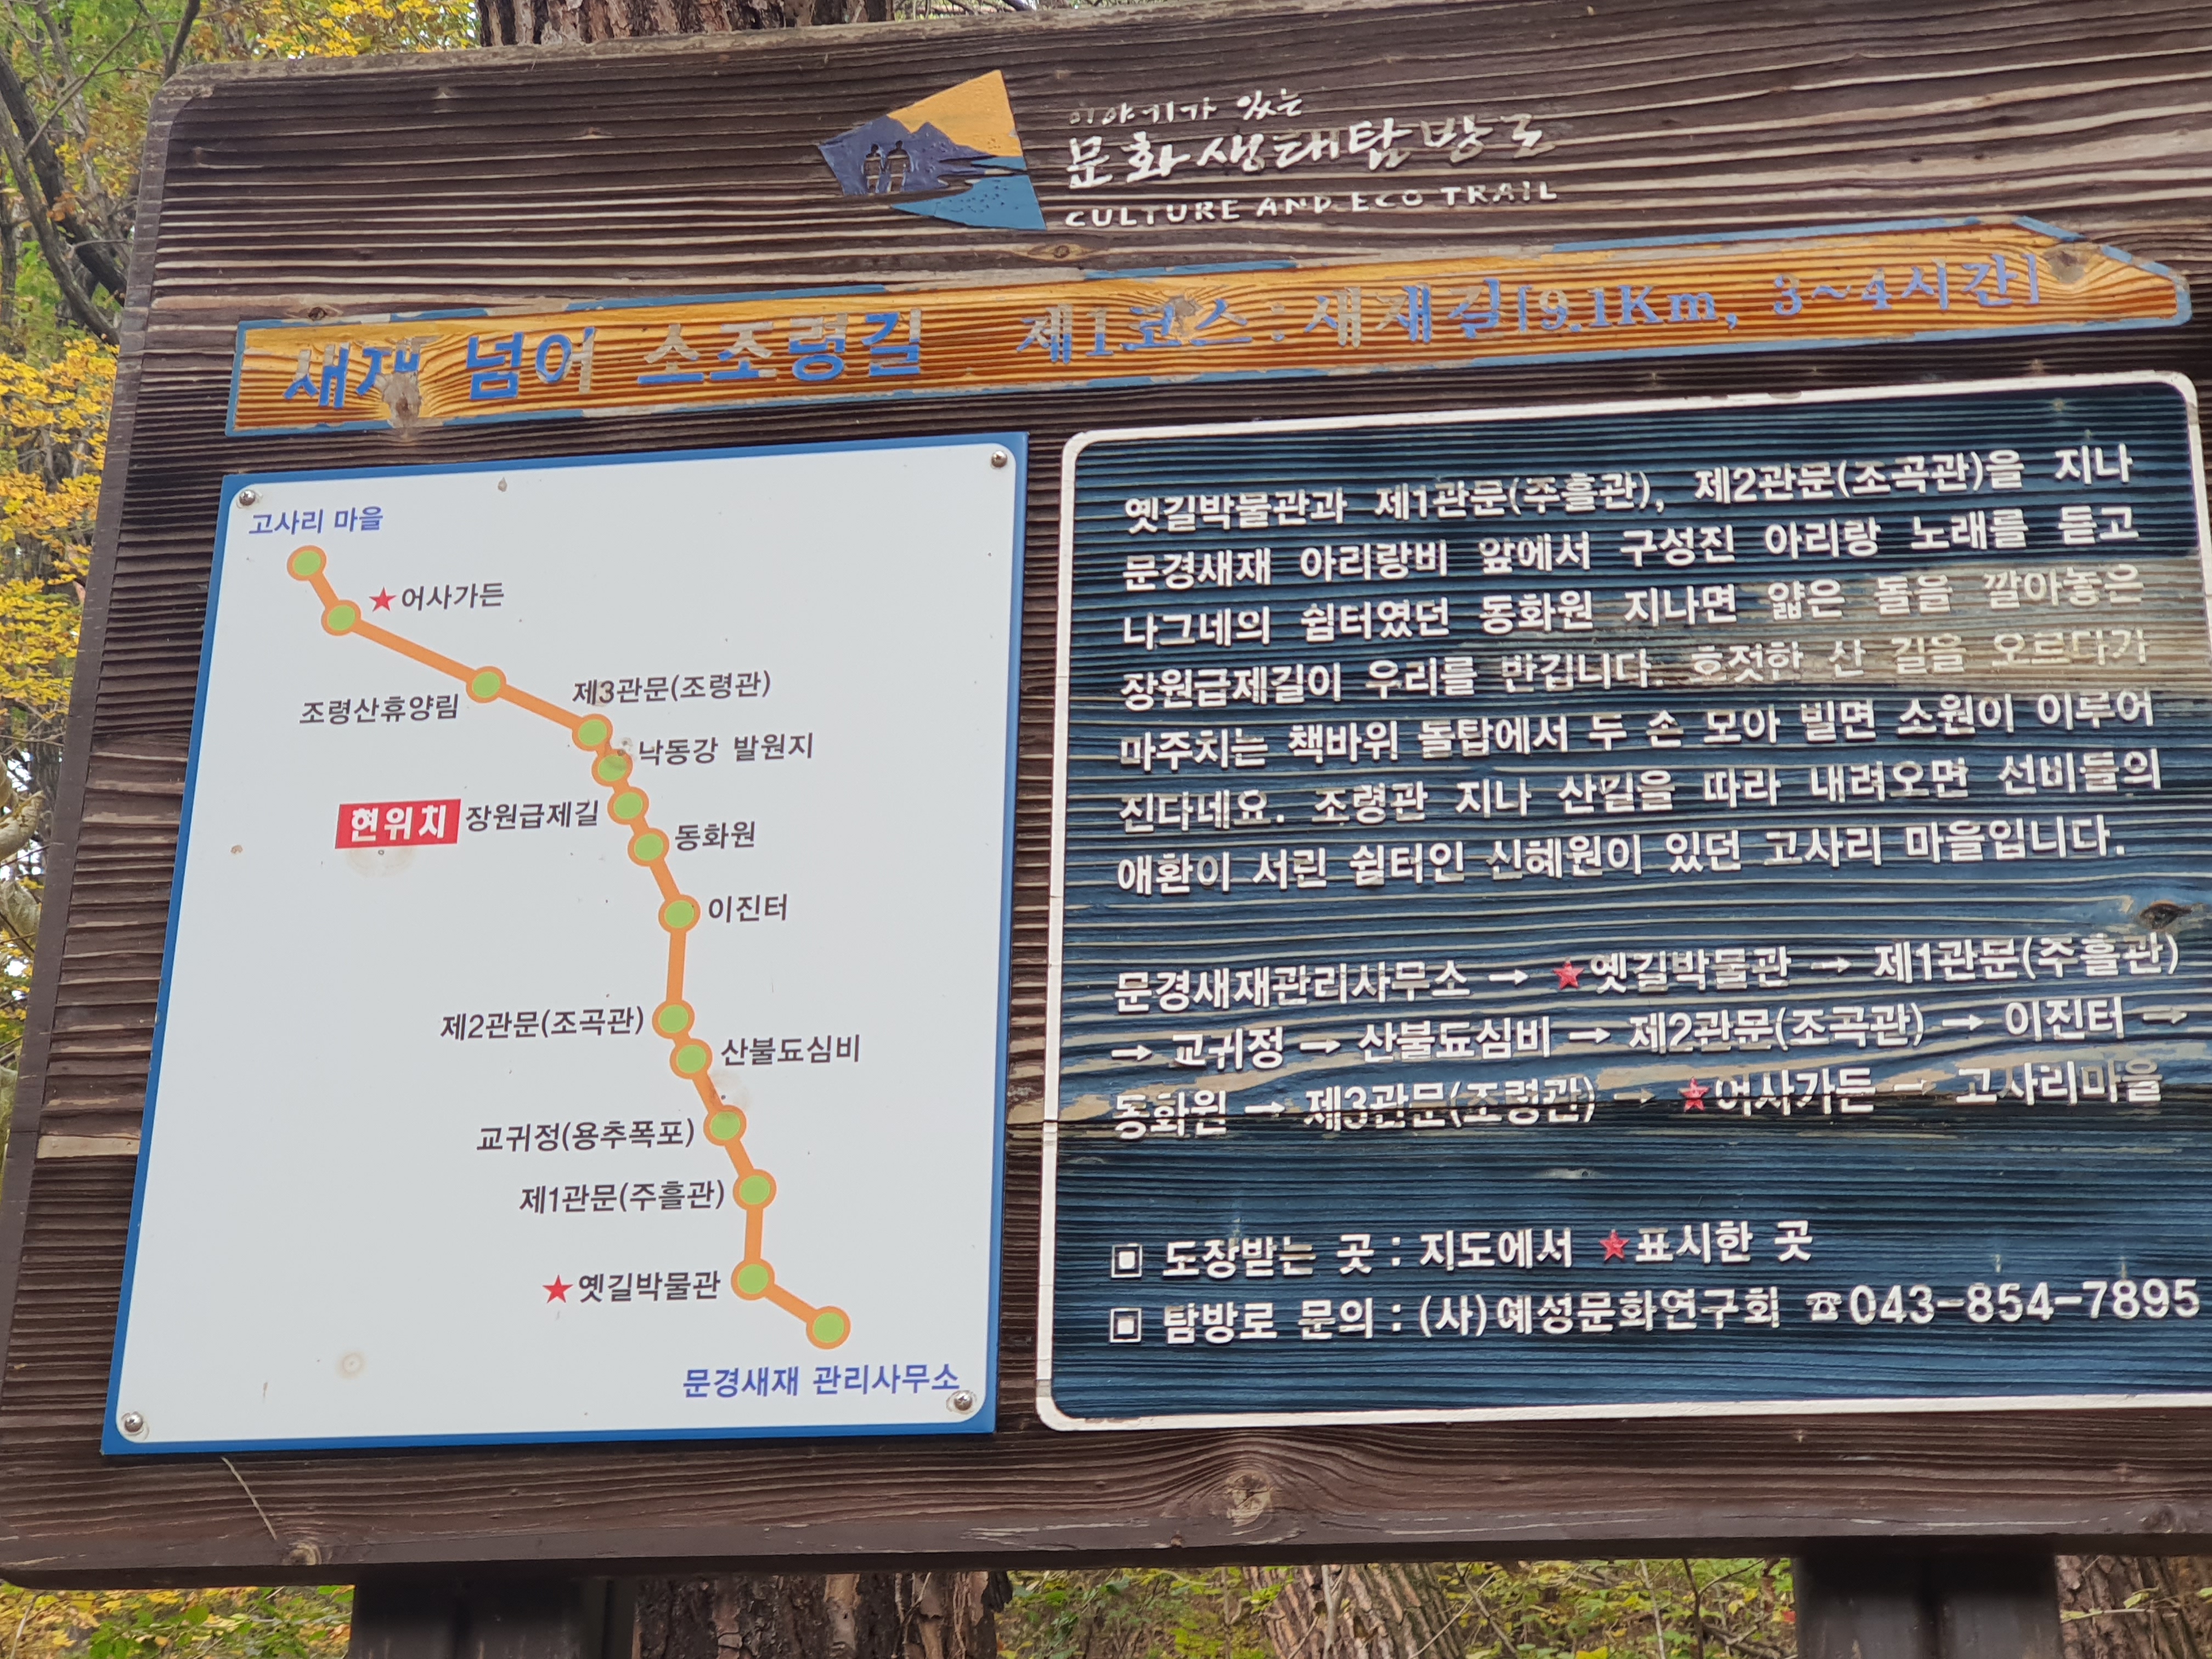 이야기가 있는
문화생태탐방로
CULTURE AND ECO TRAIL
새재 넘어 소조령길 제1코스 : 새재길[9.1Km, 3~4시간]
고사리 마을
★어사가든
조령산휴양림
제3관문(조령관)
낙동강 발원지
현위치 장원급제길
동화원
이진터
제2관문(조곡관)
산불됴심비
교귀정(용추폭포)
제1관문(주흘관)
★옛길박물관
문경새재 관리사무소
옛길박물관과 제1관문(주흘관), 제2관문(조곡관)을 지나
문경새재 아리랑비 앞에서 구성진 아리랑 노래를 듣고
나그네의 쉼터였던 동화원 지나면 얇은 돌을 깔아놓은
장원급제길이 우리를 반깁니다. 호젓한 산 길을 오르다가
마주치는 책바위 돌탑에서 두 손 모아 빌면 소원이 이루어
진다네요. 조령관 지나 산길을 따라 내려오면 선비들의
애환이 서린 쉼터인 신혜원이 있던 고사리 마을입니다.
문경새재관리사무소 → ★옛길박물관 → 제1관문(주흘관)
→ 교귀정 → 산불됴심비 → 제2관문(조곡관) → 이진터 →
동화원 → 제3관문(조령관) → ★어사가든 → 고사리마을
▣ 도장받는 곳 : 지도에서 ★표시한 곳
▣ 탐방로 문의 : (사)예성문화연구회 ☎043-854-7895